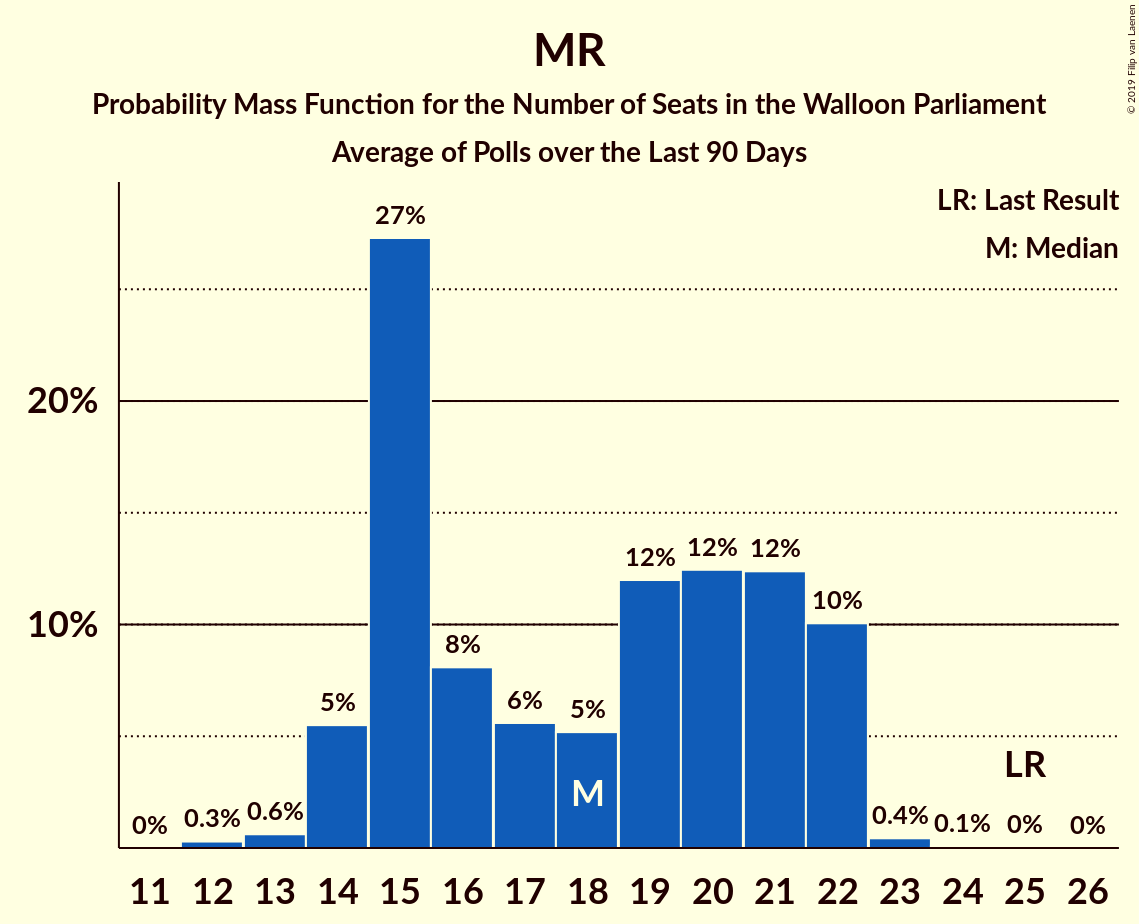 © 2019 Filip van Laenen
MR
Probability Mass Function for the Number of Seats in the Walloon Parliament
Average of Polls over the Last 90 Days
LR: Last Result
M: Median
27%
20%
12% 12% 12%
10%
10%
8%
6%
5%
5%
LR
M
0% 0.3% 0.6% 0.4% 0.1% 0% 0%
11 12 13 14 15 16 17 18 19 20 21 22 23 24 25 26